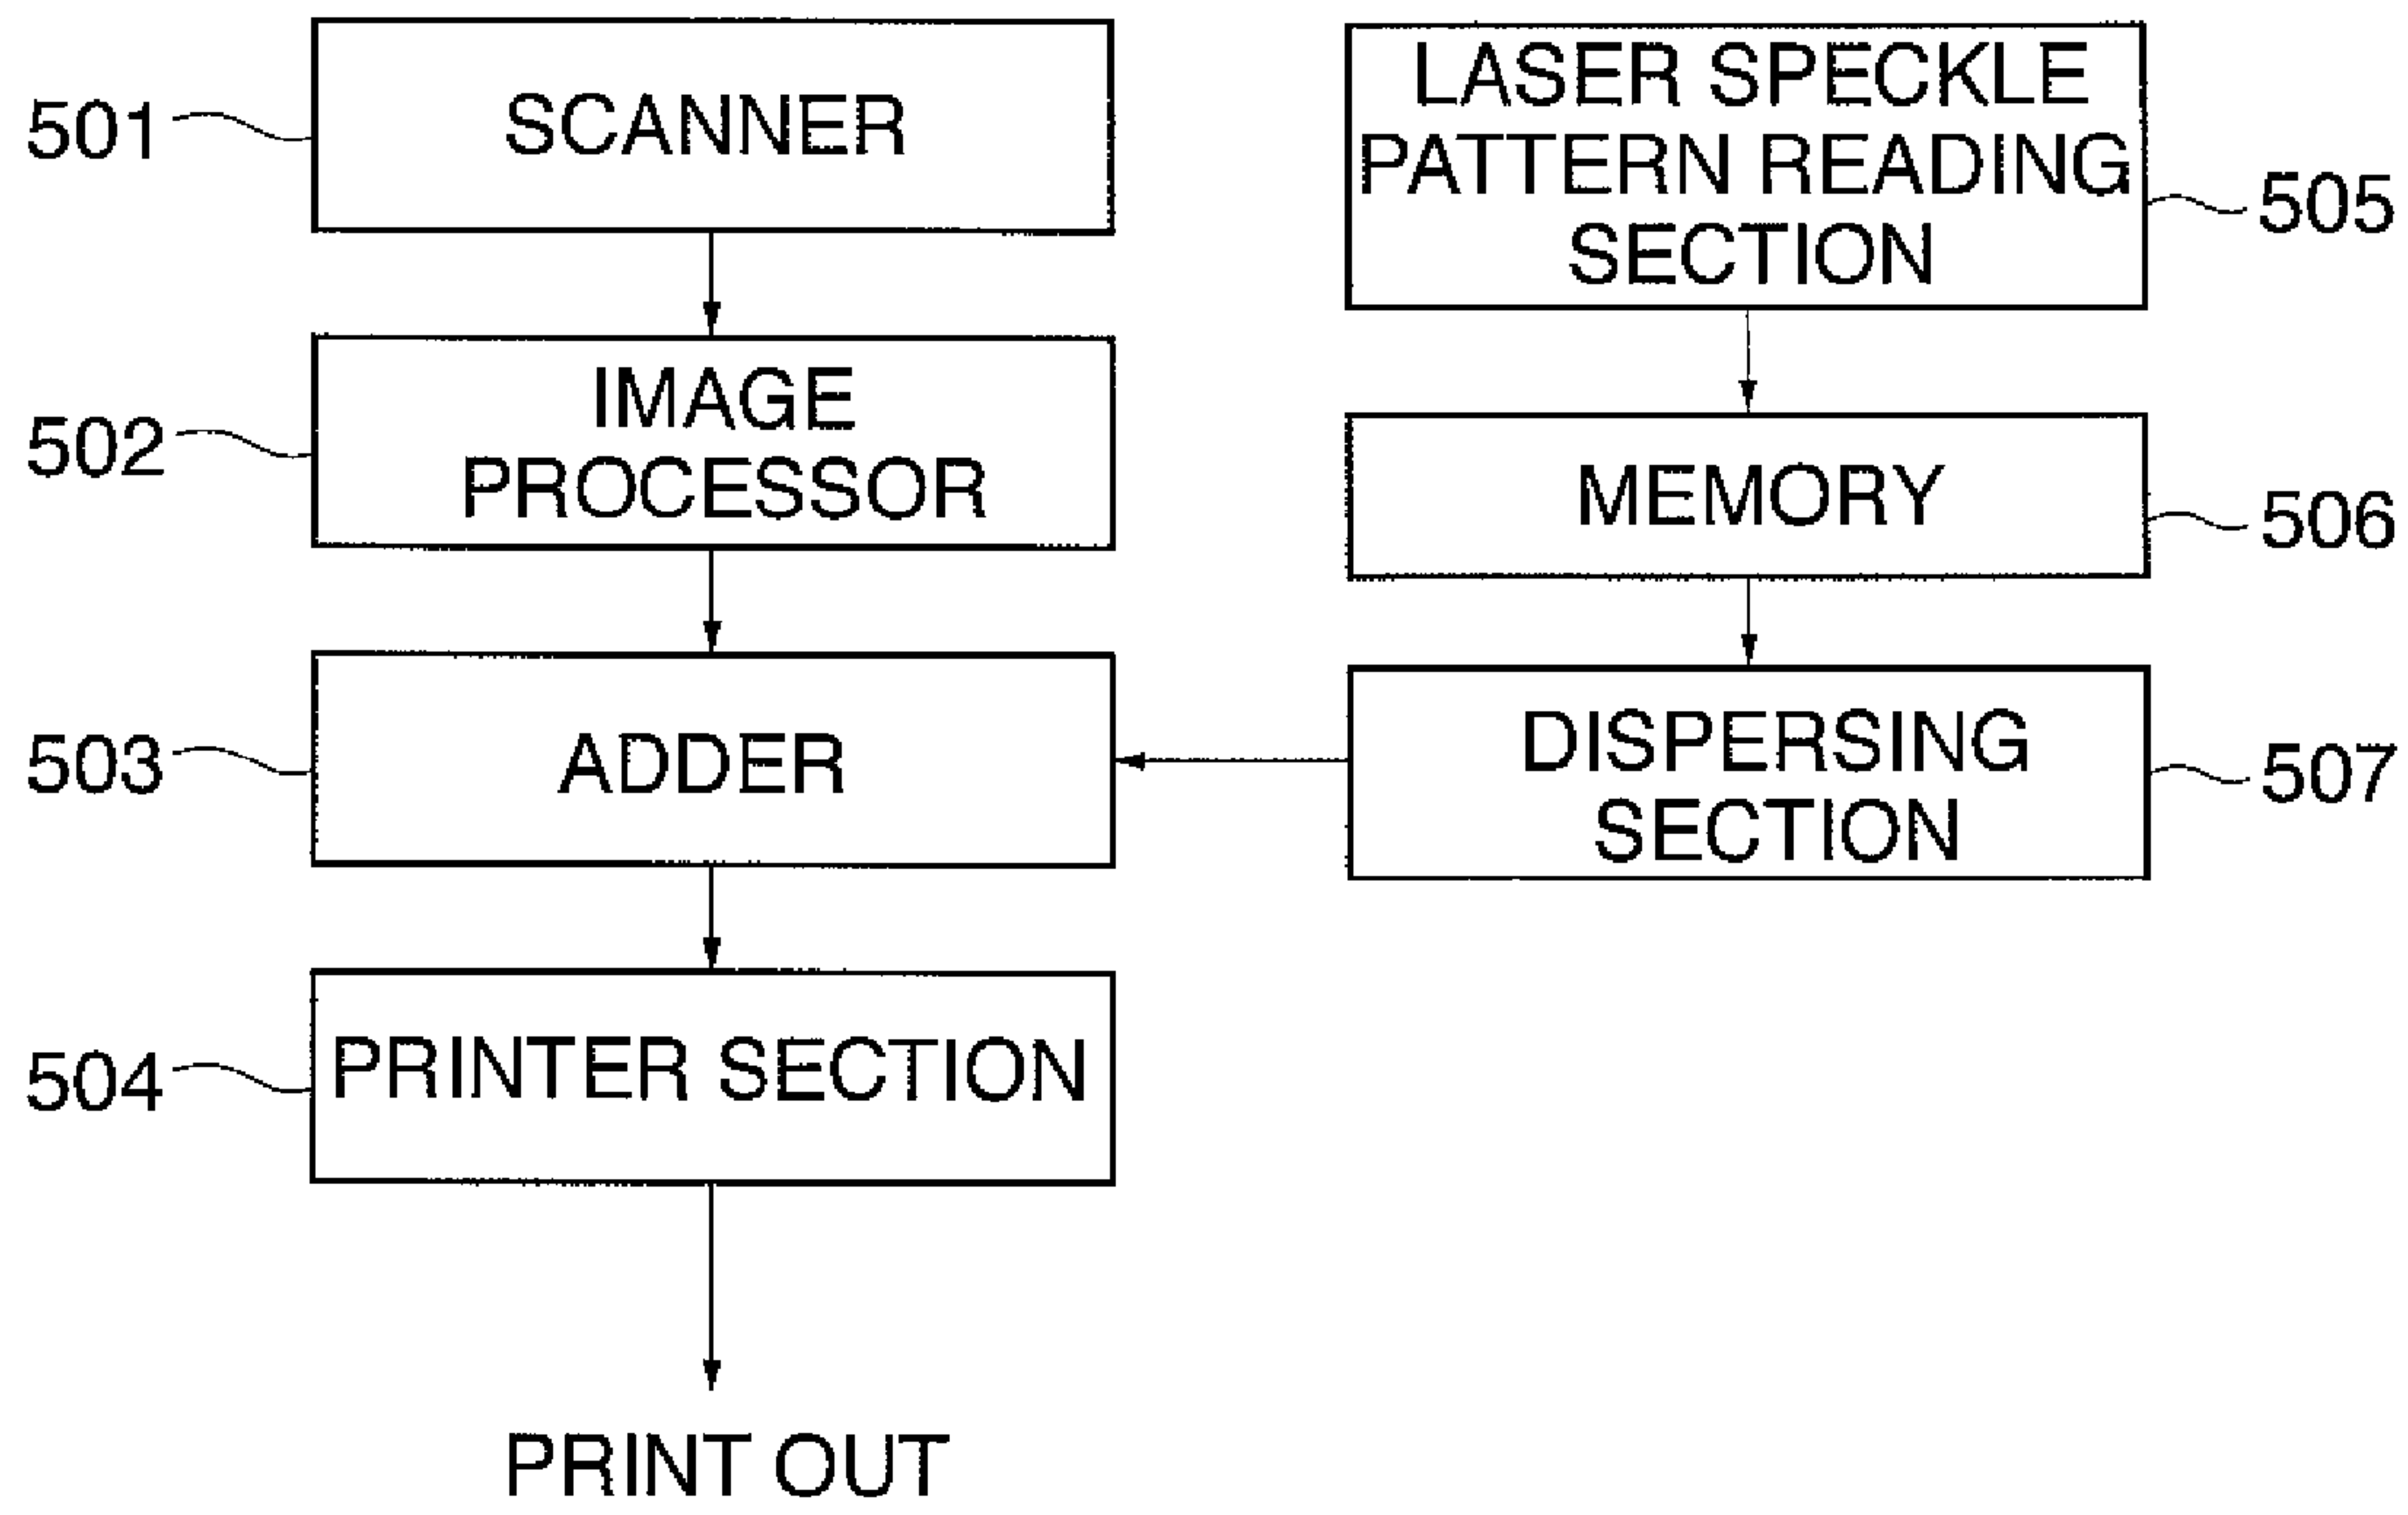 501
SCANNER
502
IMAGE
PROCESSOR
503
ADDER
504
PRINTER SECTION
PRINT OUT
LASER SPECKLE
PATTERN READING
SECTION
505
MEMORY
506
DISPERSING
SECTION
507